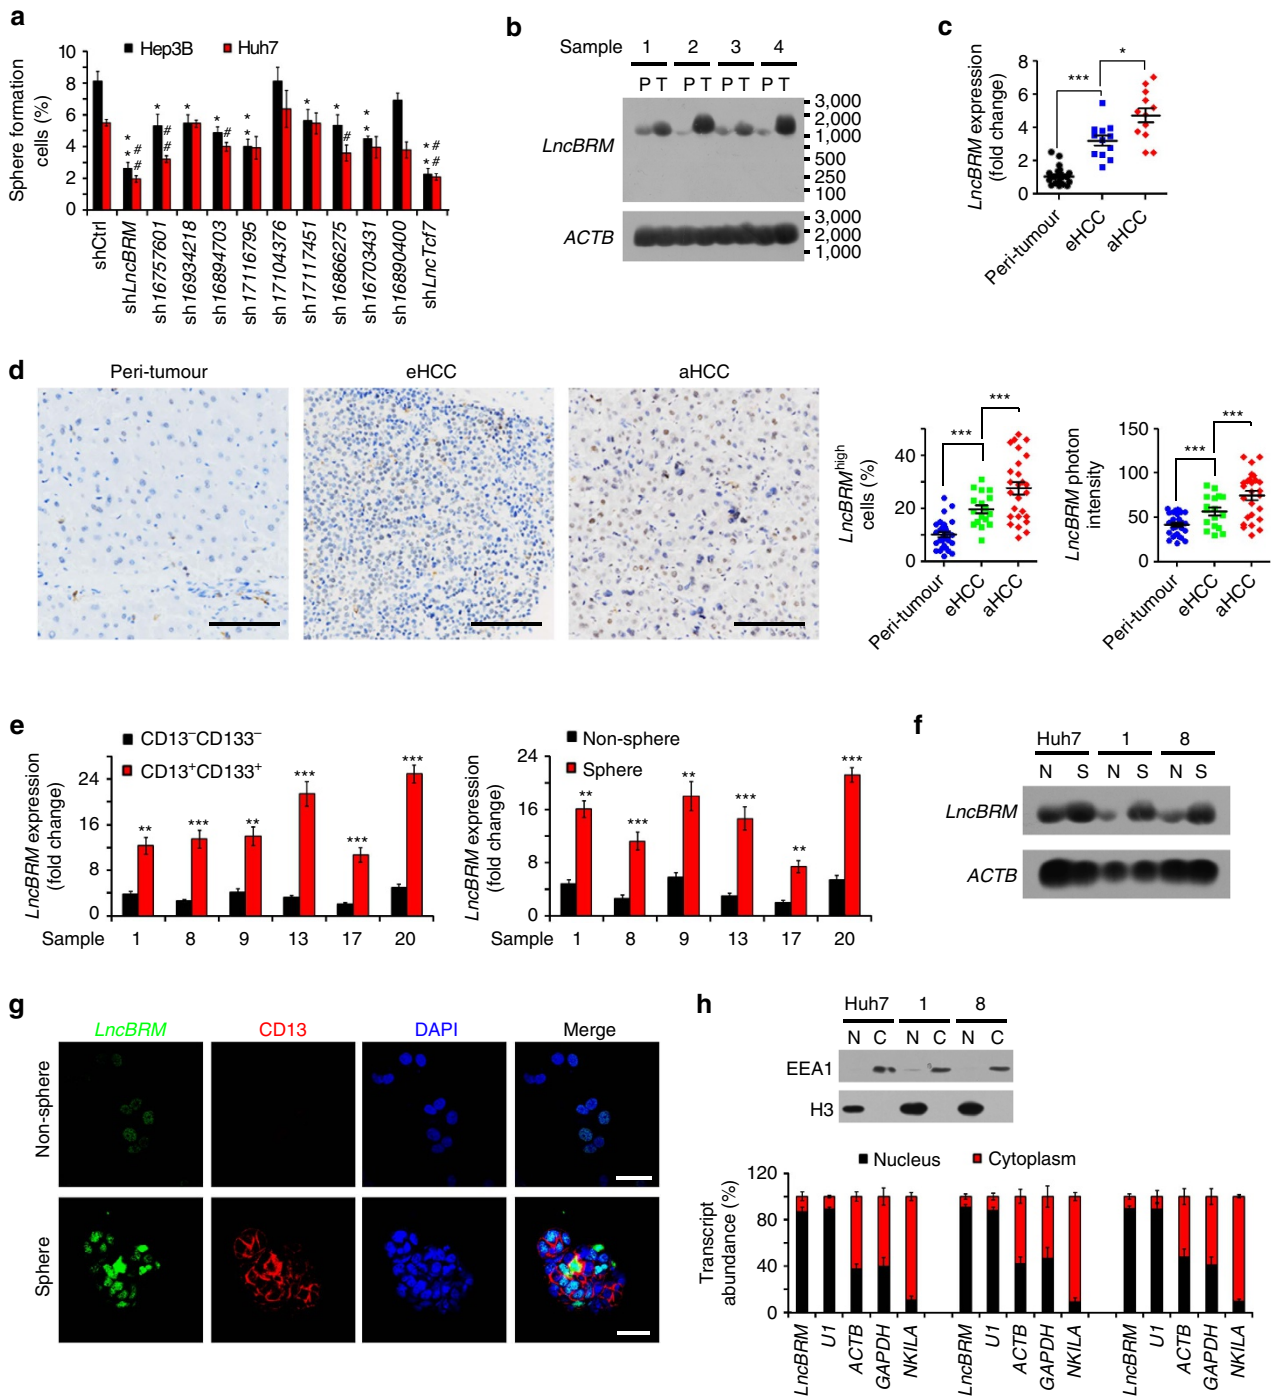 a
Hep3B Huh7
Sphere formation
cells (%)
10
8
6
4
2
0
* * # # * # # * * # * * * * # * * * * # #
shCtrl
shLncBRM
sh16757601
sh16934218
sh16894703
sh17116795
sh17104376
sh17117451
sh16866275
sh16703431
sh16890400
shLncTcf7
b
Sample 1 2 3 4
P T P T P T P T
LncBRM
3,000
2,000
1,000
500
250
100
ACTB
3,000
2,000
1,000
c
LncBRM expression
(fold change)
8
6
4
2
0
*** *
Peri-tumour
eHCC
aHCC
d
Peri-tumour eHCC aHCC
LncBRMhigh
cells (%)
40
20
0
*** ***
Peri-tumour
eHCC
aHCC
LncBRM photon
intensity
150
100
50
0
*** ***
Peri-tumour
eHCC
aHCC
e
CD13–CD133–
CD13+CD133+
LncBRM expression
(fold change)
24
16
8
0
** *** ** *** *** ***
Sample 1 8 9 13 17 20
Non-sphere
Sphere
LncBRM expression
(fold change)
24
16
8
0
** *** ** *** ** ***
Sample 1 8 9 13 17 20
f
Huh7 1 8
N S N S N S
LncBRM
ACTB
g
LncBRM CD13 DAPI Merge
Non-sphere
Sphere
h
Huh7 1 8
N C N C N C
EEA1
H3
Nucleus Cytoplasm
Transcript
abundance (%)
120
80
40
0
LncBRM
U1
ACTB
GAPDH
NKILA
LncBRM
U1
ACTB
GAPDH
NKILA
LncBRM
U1
ACTB
GAPDH
NKILA